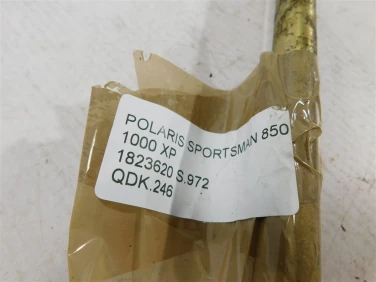 POLARIS SPORTSMAN 850
1000 XP
1823620 S.972
QDK.246